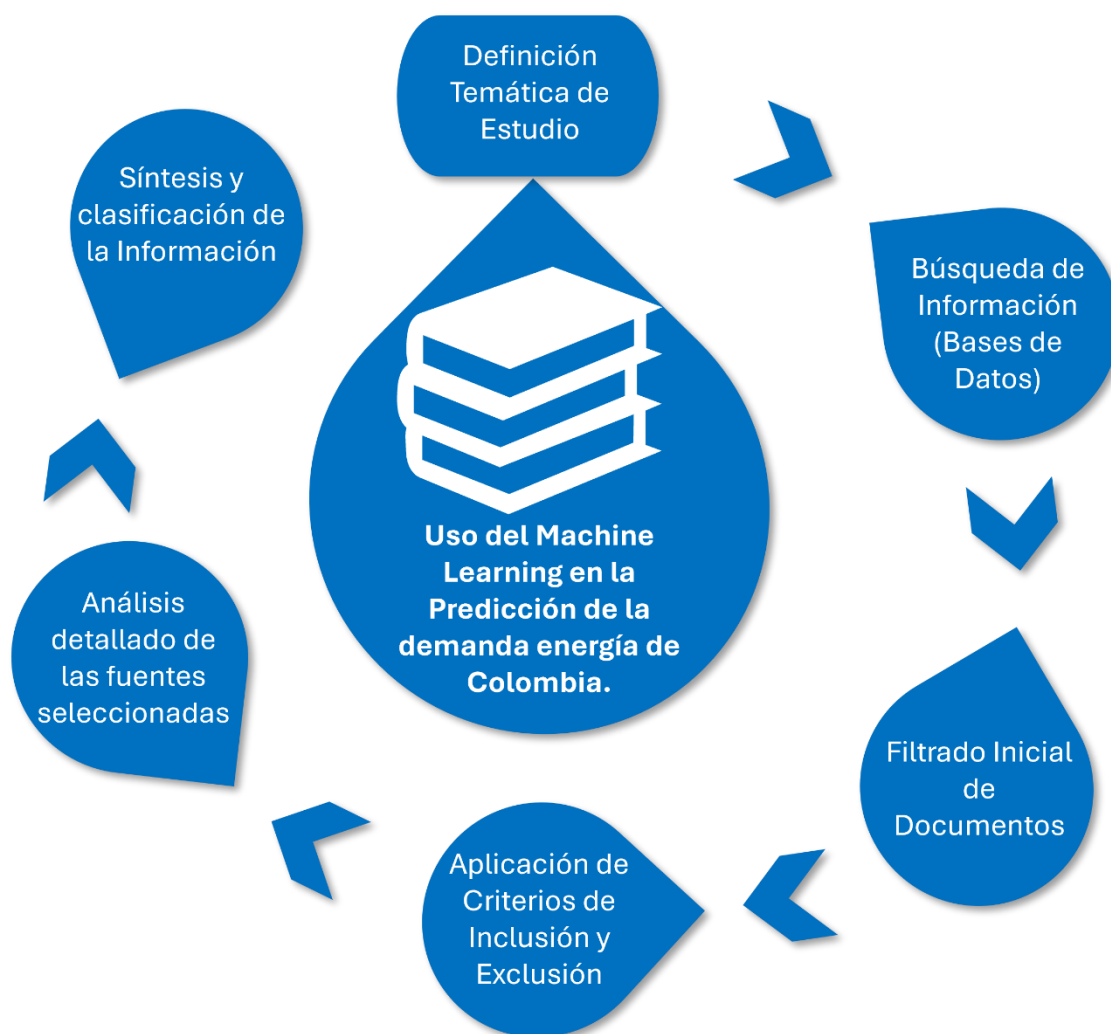 Definición
Temática de
Estudio
Búsqueda de
Información
(Bases de
Datos)
Filtrado Inicial
de
Documentos
Aplicación de
Criterios de
Inclusión y
Exclusión
Análisis
detallado de
las fuentes
seleccionadas
Síntesis y
clasificación de
la Información
Uso del Machine
Learning en la
Predicción de la
demanda energía de
Colombia.